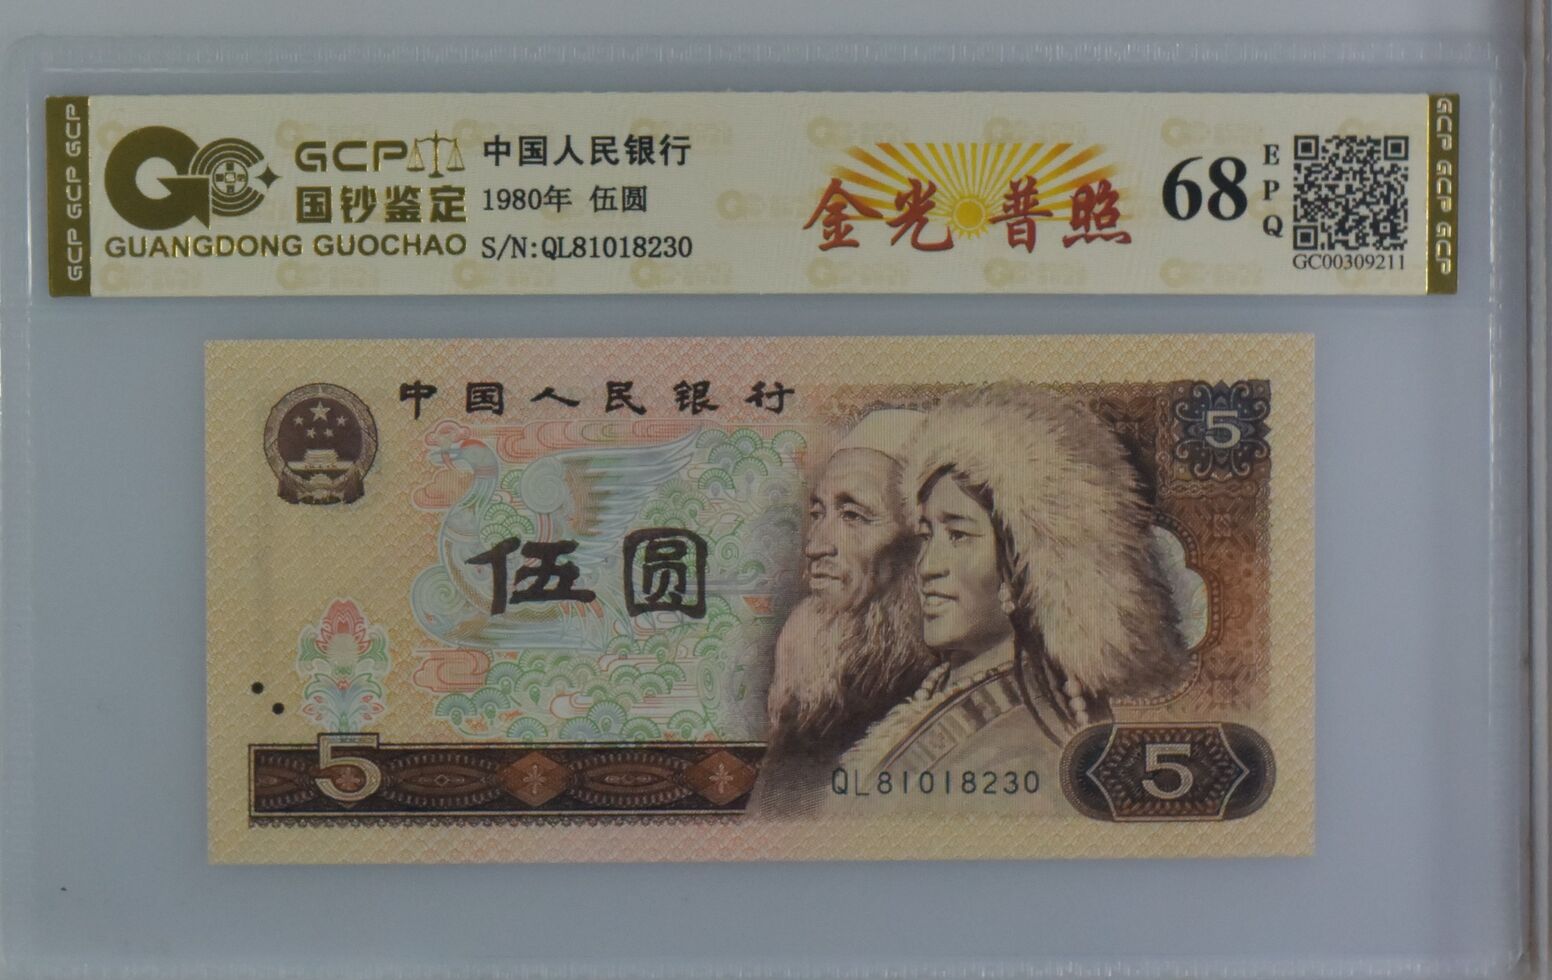 GCP GCP GCP
GCP
国钞鉴定
GUANGDONG GUOCHAO
中国人民银行
1980年 伍圆
S/N:QL81018230
金光普照
68
EPQ
GC00309211
GCP GCP GCP
中国人民银行
5
伍圆
5
QL81018230
5